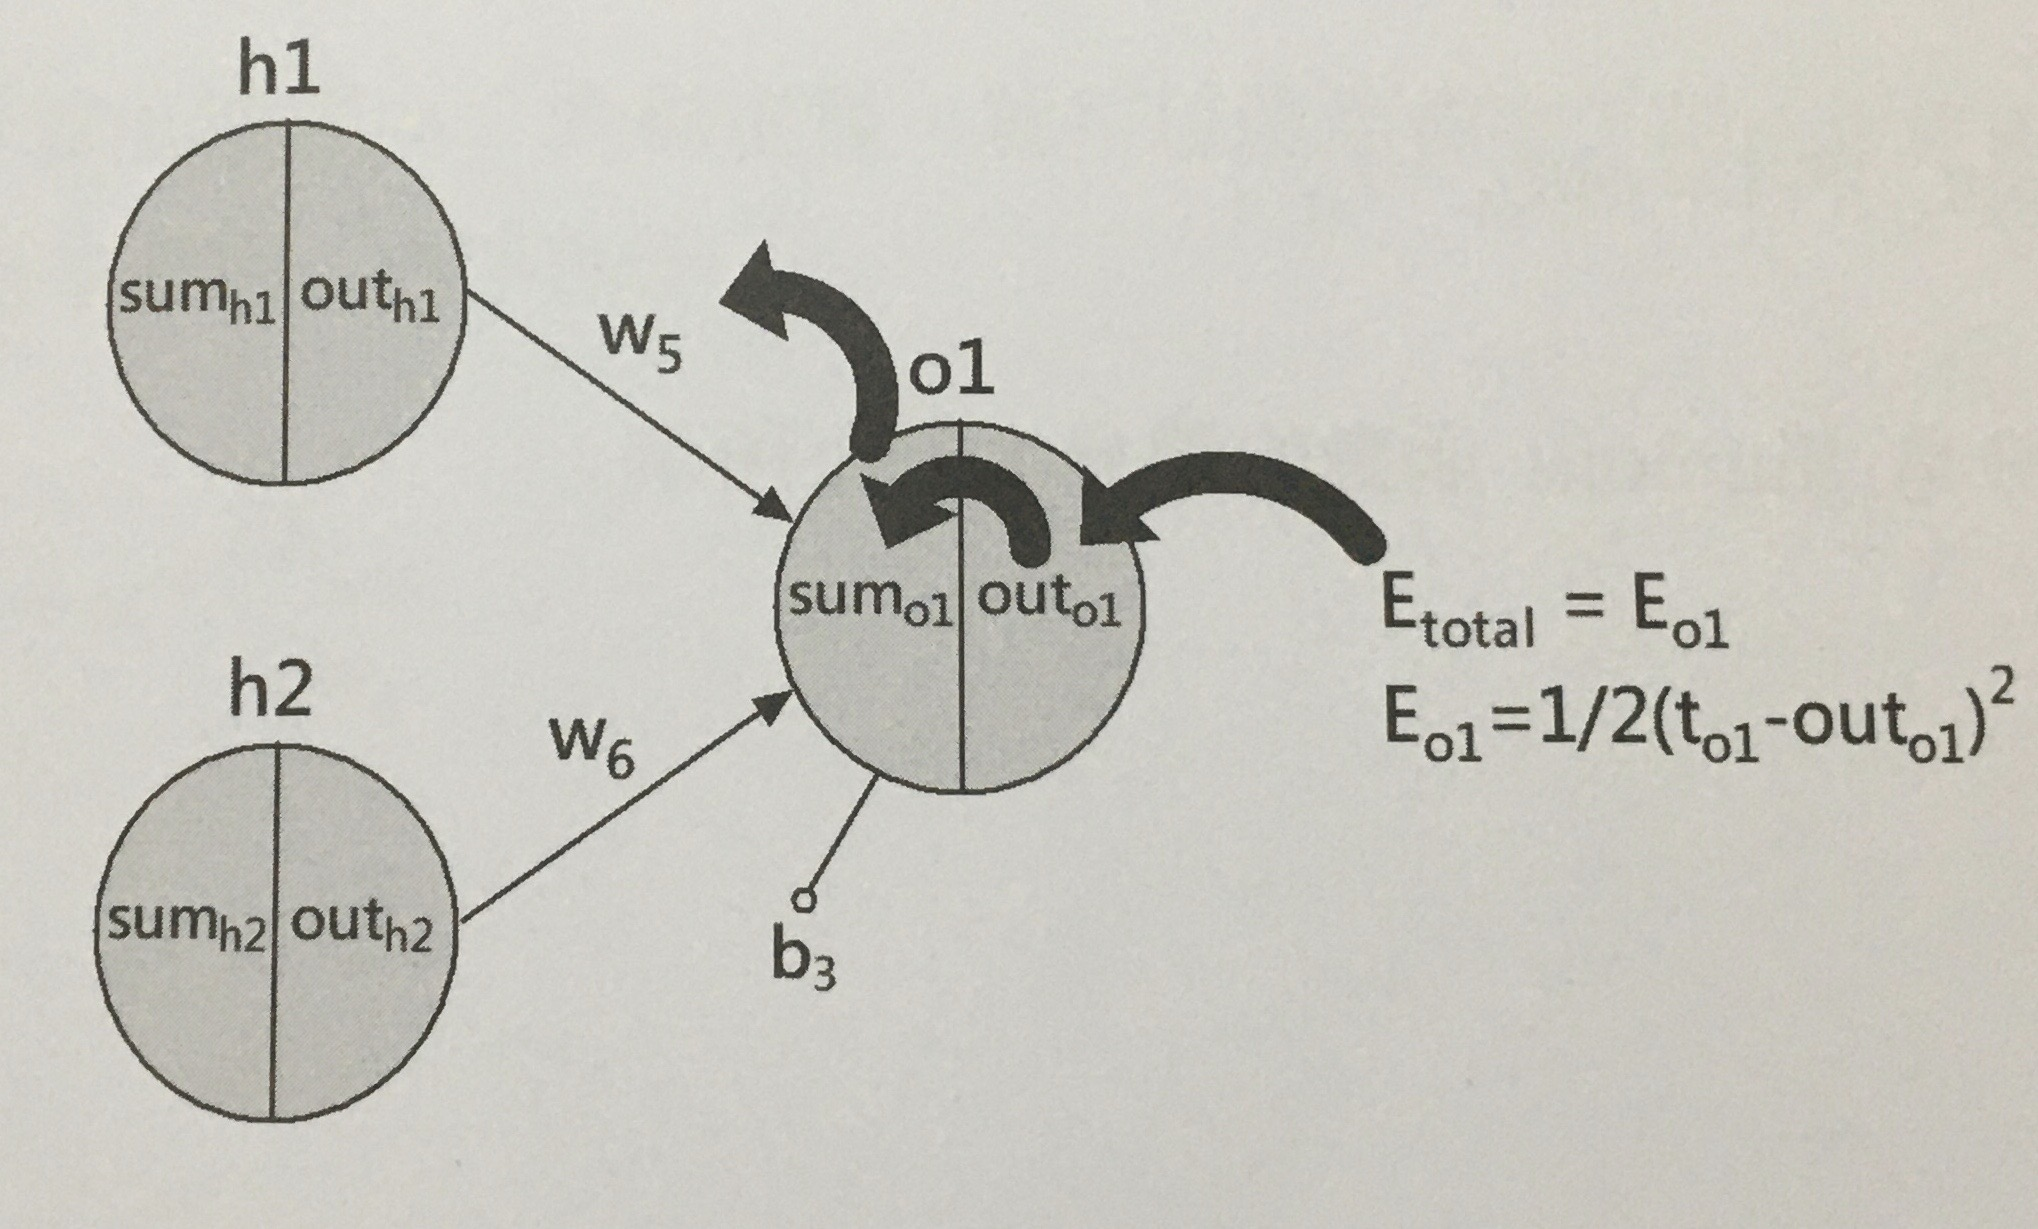 h1
sumh1 outh1
w5
o1
sumo1 outo1
Etotal = Eo1
Eo1=1/2(to1-outo1)²
h2
w6
sumh2 outh2
b3